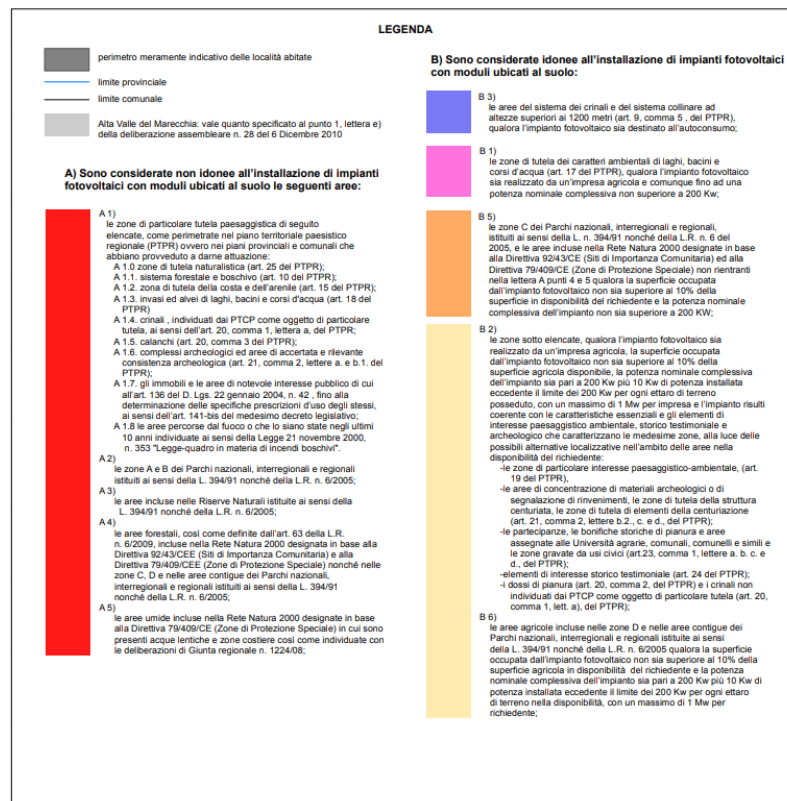 LEGENDA
perimetro meramente indicativo delle località abitate
limite provinciale
limite comunale
Alta Valle del Marecchia: vale quanto specificato al punto 1, lettera e)
della deliberazione assembleare n. 28 del 6 Dicembre 2010
A) Sono considerate non idonee all'installazione di impianti
fotovoltaici con moduli ubicati al suolo le seguenti aree:
A 1)
le zone di particolare tutela paesaggistica di seguito
elencate, come perimetrate nel piano territoriale paesistico
regionale (PTPR) ovvero nei piani provinciali e comunali che
abbiano provveduto a darne attuazione:
A 1.0 zone di tutela naturalistica (art. 25 del PTPR);
A 1.1. sistema forestale e boschivo (art. 10 del PTPR);
A 1.2. zona di tutela della costa e dell'arenile (art. 15 del PTPR);
A 1.3. invasi ed alvei di laghi, bacini e corsi d'acqua (art. 18 del
PTPR)
A 1.4. crinali , individuati dai PTCP come oggetto di particolare
tutela, ai sensi dell'art. 20, comma 1, lettera a, del PTPR;
A 1.5. calanchi (art. 20, comma 3 del PTPR);
A 1.6. complessi archeologici ed aree di accertata e rilevante
consistenza archeologica (art. 21, comma 2, lettere a. e b.1. del
PTPR);
A 1.7. gli immobili e le aree di notevole interesse pubblico di cui
all'art. 136 del D. Lgs. 22 gennaio 2004, n. 42 , fino alla
determinazione delle specifiche prescrizioni d'uso degli stessi,
ai sensi dell'art. 141-bis del medesimo decreto legislativo;
A 1.8 le aree percorse dal fuoco o che lo siano state negli ultimi
10 anni individuate ai sensi della Legge 21 novembre 2000,
n. 353 "Legge-quadro in materia di incendi boschivi".
A 2)
le zone A e B dei Parchi nazionali, interregionali e regionali
istituiti ai sensi della L. 394/91 nonché della L.R. n. 6/2005;
A 3)
le aree incluse nelle Riserve Naturali istituite ai sensi della
L. 394/91 nonché della L.R. n. 6/2005;
A 4)
le aree forestali, così come definite dall'art. 63 della L.R.
n. 6/2009, incluse nella Rete Natura 2000 designata in base alla
Direttiva 92/43/CEE (Siti di Importanza Comunitaria) e alla
Direttiva 79/409/CEE (Zone di Protezione Speciale) nonché nelle
zone C, D e nelle aree contigue dei Parchi nazionali,
interregionali e regionali istituiti ai sensi della L. 394/91
nonché della L.R. n. 6/2005;
A 5)
le aree umide incluse nella Rete Natura 2000 designata in base
alla Direttiva 79/409/CE (Zone di Protezione Speciale) in cui sono
presenti acque lentiche e zone costiere così come individuate con
le deliberazioni di Giunta regionale n. 1224/08;
B) Sono considerate idonee all'installazione di impianti fotovoltaici
con moduli ubicati al suolo:
B 3)
le aree del sistema dei crinali e del sistema collinare ad
altezze superiori ai 1200 metri (art. 9, comma 5 , del PTPR),
qualora l'impianto fotovoltaico sia destinato all'autoconsumo;
B 1)
le zone di tutela dei caratteri ambientali di laghi, bacini e
corsi d'acqua (art. 17 del PTPR), qualora l'impianto fotovoltaico
sia realizzato da un'impresa agricola e comunque fino ad una
potenza nominale complessiva non superiore a 200 Kw;
B 5)
le zone C dei Parchi nazionali, interregionali e regionali,
istituiti ai sensi della L. n. 394/91 nonché della L.R. n. 6 del
2005, e le aree incluse nella Rete Natura 2000 designate in base
alla Direttiva 92/43/CE (Siti di Importanza Comunitaria) ed alla
Direttiva 79/409/CE (Zone di Protezione Speciale) non rientranti
nella lettera A punti 4 e 5 qualora la superficie occupata
dall'impianto fotovoltaico non sia superiore al 10% della
superficie in disponibilità del richiedente e la potenza nominale
complessiva dell'impianto non sia superiore a 200 KW;
B 2)
le zone sotto elencate, qualora l'impianto fotovoltaico sia
realizzato da un'impresa agricola, la superficie occupata
dall'impianto fotovoltaico non sia superiore al 10% della
superficie agricola disponibile, la potenza nominale complessiva
dell'impianto sia pari a 200 Kw più 10 Kw di potenza installata
eccedente il limite dei 200 Kw per ogni ettaro di terreno
posseduto, con un massimo di 1 Mw per impresa e l'impianto risulti
coerente con le caratteristiche essenziali e gli elementi di
interesse paesaggistico ambientale, storico testimoniale e
archeologico che caratterizzano le medesime zone, alla luce delle
possibili alternative localizzative nell'ambito delle aree nella
disponibilità del richiedente:
-le zone di particolare interesse paesaggistico-ambientale, (art.
19 del PTPR),
-le aree di concentrazione di materiali archeologici o di
segnalazione di rinvenimenti, le zone di tutela della struttura
centuriata, le zone di tutela di elementi della centuriazione
(art. 21, comma 2, lettere b.2., c. e d., del PTPR);
-le partecipanze, le bonifiche storiche di pianura e aree
assegnate alle Università agrarie, comunali, comunelli e simili e
le zone gravate da usi civici (art.23, comma 1, lettere a. b. c. e
d., del PTPR);
-elementi di interesse storico testimoniale (art. 24 del PTPR);
-i dossi di pianura (art. 20, comma 2, del PTPR) e i crinali non
individuati dai PTCP come oggetto di particolare tutela (art. 20,
comma 1, lett. a), del PTPR);
B 6)
le aree agricole incluse nelle zone D e nelle aree contigue dei
Parchi nazionali, interregionali e regionali istituite ai sensi
della L. 394/91 nonché della L.R. n. 6/2005 qualora la superficie
occupata dall'impianto fotovoltaico non sia superiore al 10% della
superficie agricola in disponibilità del richiedente e la potenza
nominale complessiva dell'impianto sia pari a 200 Kw più 10 Kw di
potenza installata eccedente il limite dei 200 Kw per ogni ettaro
di terreno nella disponibilità, con un massimo di 1 Mw per
richiedente;